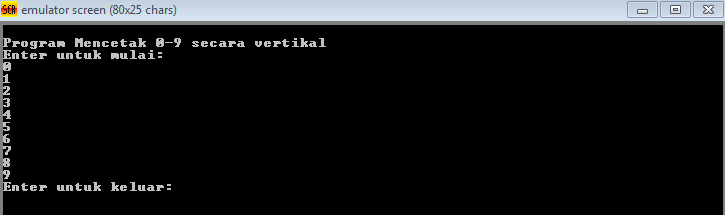 SCR
emulator screen (80x25 chars)
Program Mencetak 0-9 secara vertikal
Enter untuk mulai:
0
1
2
3
4
5
6
7
8
9
Enter untuk keluar: